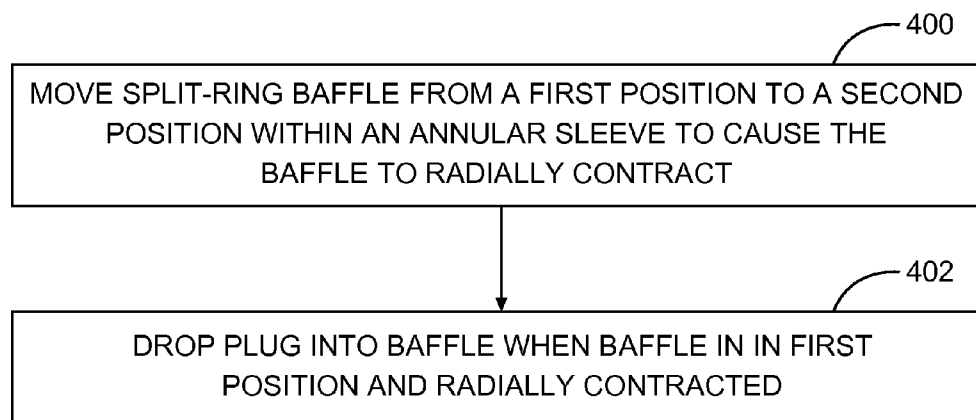 400
MOVE SPLIT-RING BAFFLE FROM A FIRST POSITION TO A SECOND
POSITION WITHIN AN ANNULAR SLEEVE TO CAUSE THE
BAFFLE TO RADIALLY CONTRACT
402
DROP PLUG INTO BAFFLE WHEN BAFFLE IN IN FIRST
POSITION AND RADIALLY CONTRACTED